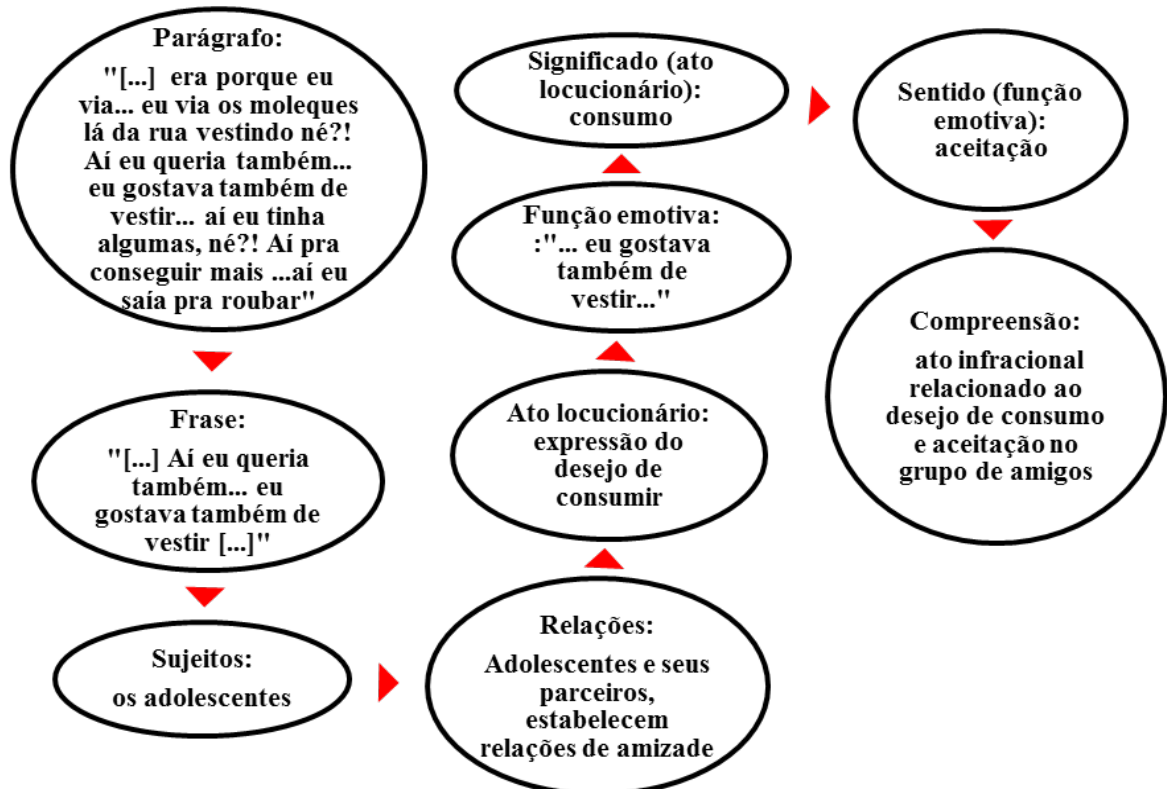 Parágrafo:
"[...] era porque eu
via... eu via os moleques
lá da rua vestindo né?!
Aí eu queria também...
eu gostava também de
vestir... aí eu tinha
algumas, né?! Aí pra
conseguir mais ...aí eu
saía pra roubar"
Frase:
"[...] Aí eu queria
também... eu
gostava também de
vestir [...]"
Sujeitos:
os adolescentes
Relações:
Adolescentes e seus
parceiros,
estabelecem
relações de amizade
Ato locucionário:
expressão do
desejo de
consumir
Função emotiva:
:"... eu gostava
também de
vestir..."
Significado (ato
locucionário):
consumo
Sentido (função
emotiva):
aceitação
Compreensão:
ato infracional
relacionado ao
desejo de consumo
e aceitação no
grupo de amigos